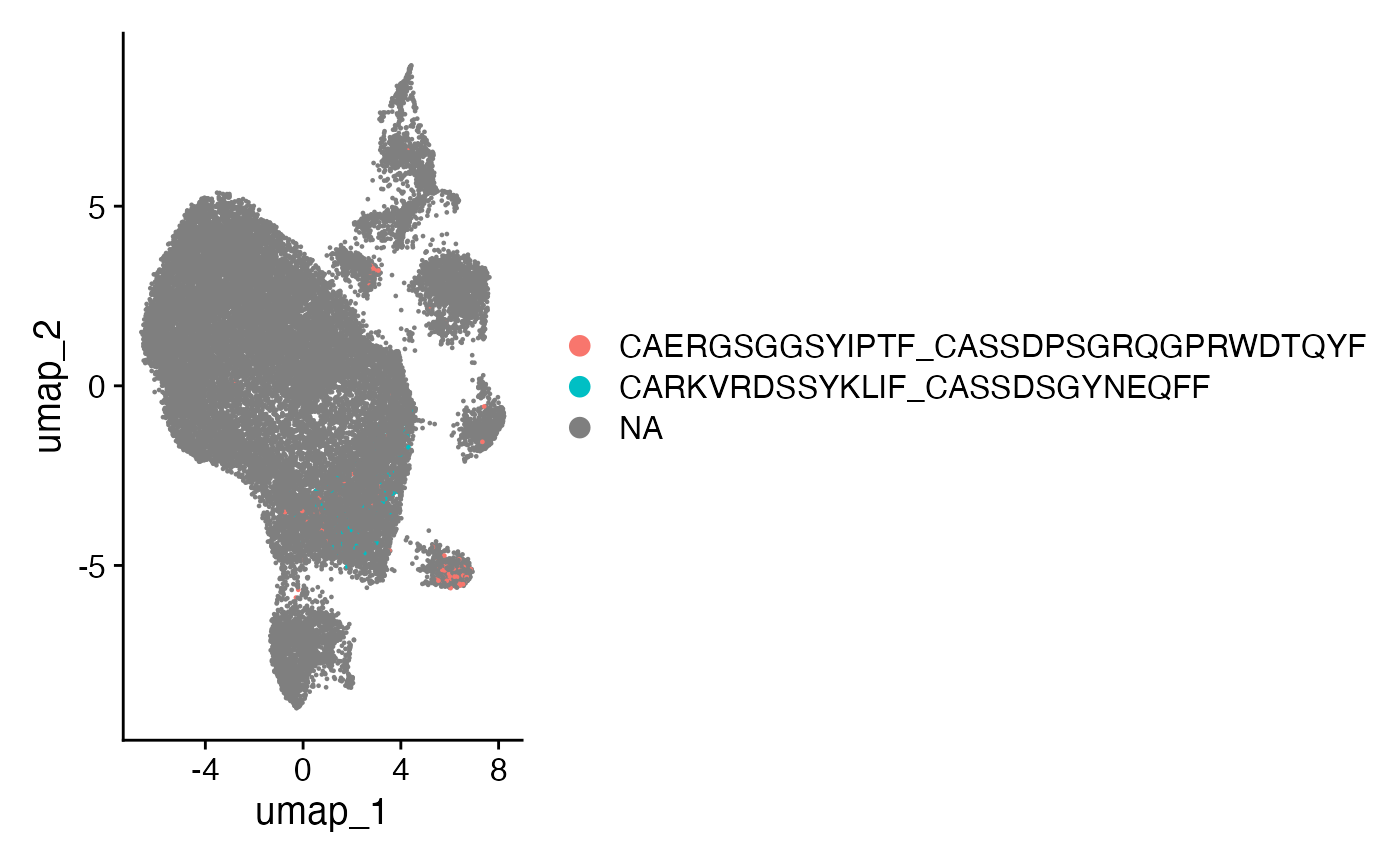 umap_2
5
0
-5
-4 0 4 8
umap_1
CAERGSGGSYIPTF_CASSDPSGRQGPRWDTQYF
CARKVRDSSYKLIF_CASSDSGYNEQFF
NA